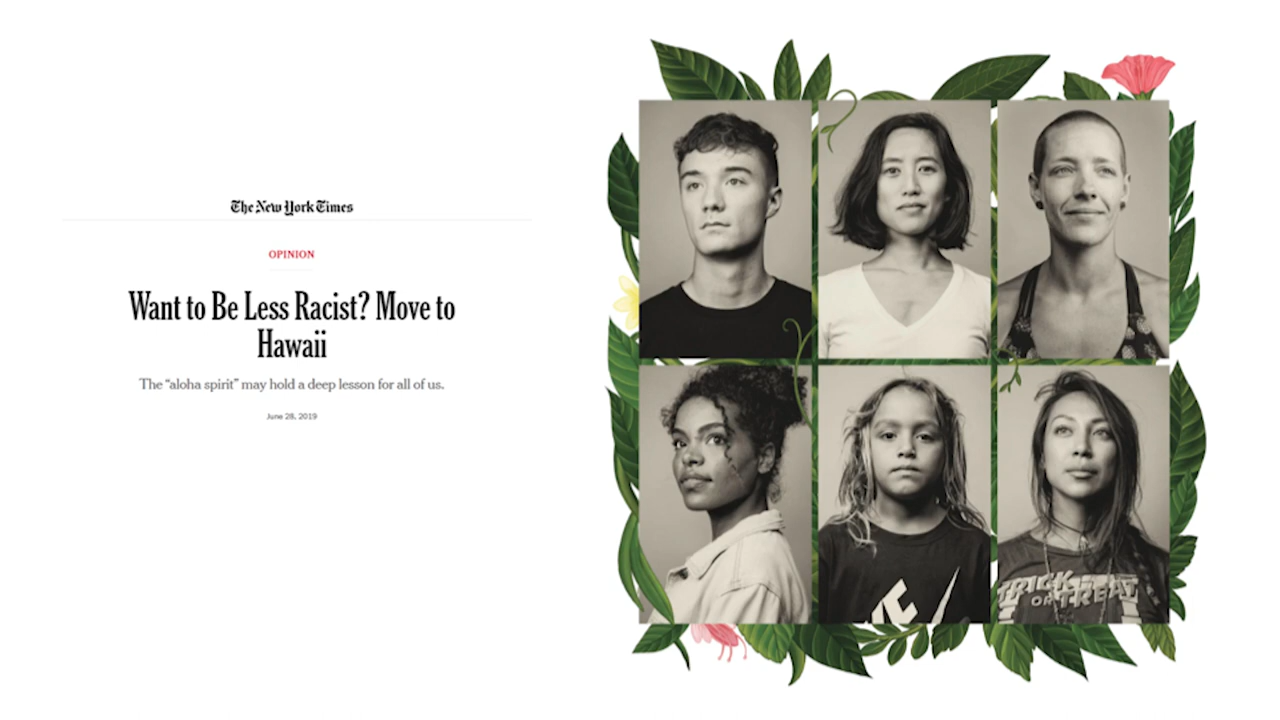 The New York Times
OPINION
Want to Be Less Racist? Move to
Hawaii
The “aloha spirit” may hold a deep lesson for all of us.
June 28, 2019
TRICK
OR TREAT